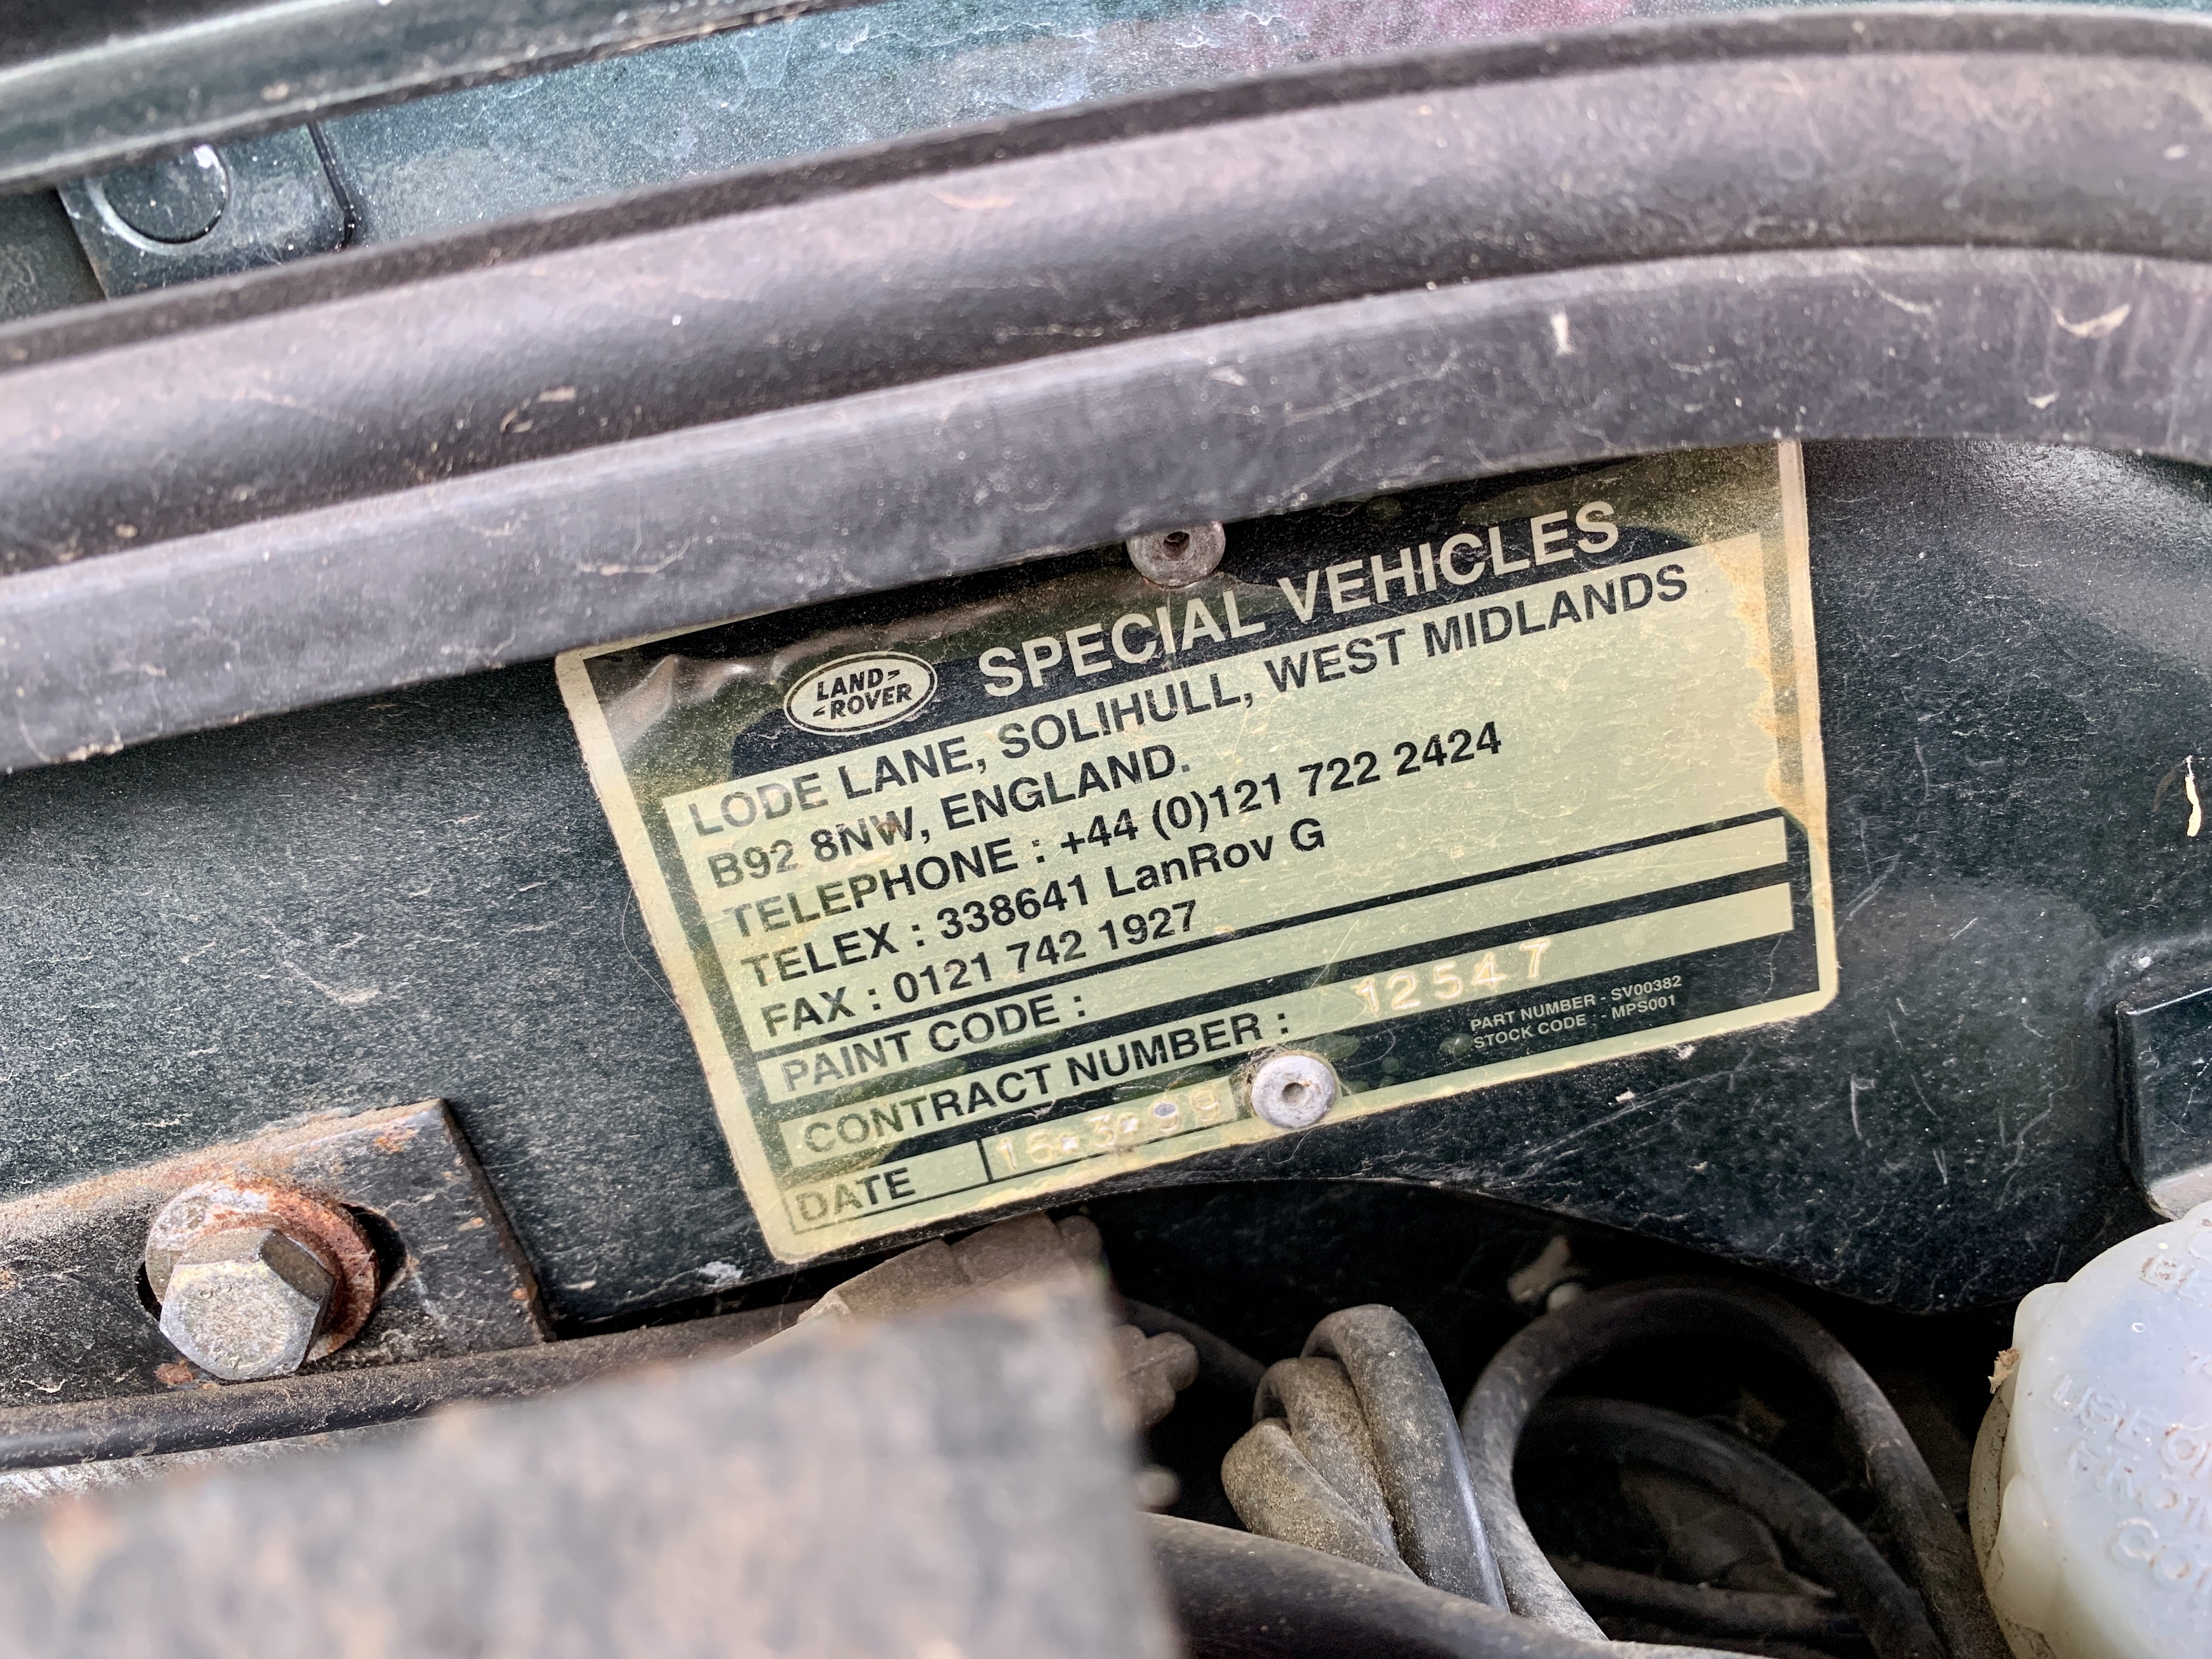 LAND-
-ROVER
SPECIAL VEHICLES
LODE LANE, SOLIHULL, WEST MIDLANDS
B92 8NW, ENGLAND.
TELEPHONE : +44 (0)121 722 2424
TELEX : 338641 LanRov G
FAX : 0121 742 1927
PAINT CODE :
CONTRACT NUMBER : 12547
PART NUMBER - SV00382
STOCK CODE - MPS001
DATE
USE